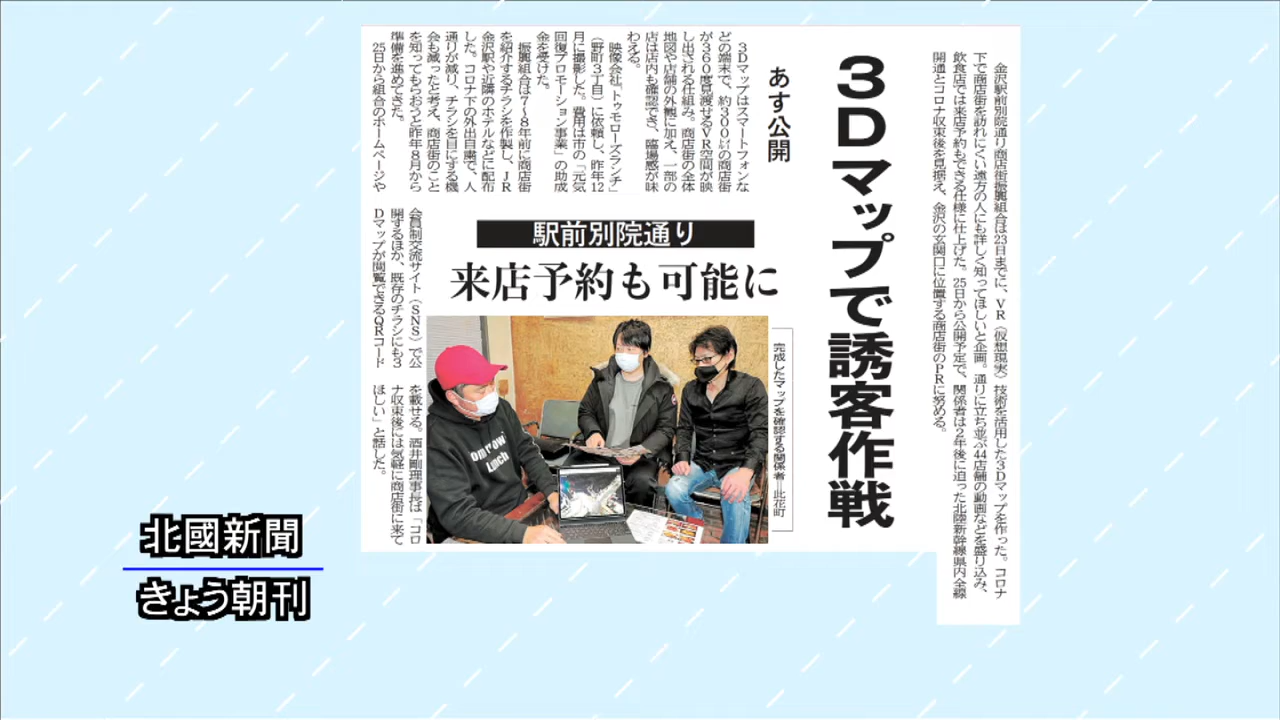 3Dマップで誘客作戦
あす公開
駅前別院通り
来店予約も可能に
金沢駅前別院通り商店街振興組合は23日までに、VR(仮想現実)技術を活用した3Dマップを作った。コロナ
下で商店街を訪れにくい遠方の人にも詳しく知ってほしいと企画。通りに立ち並ぶ44店舗の動画などを盛り込み、
飲食店では来店予約もできる仕様に仕上げた。25日から公開予定で、関係者は2年後に迫った北陸新幹線県内全線
開通とコロナ収束後を見据え、金沢の玄関口に位置する商店街のPRに努める。
3Dマップはスマートフォンな
どの端末で、約300㍍の商店街
が360度見渡せるVR空間が映
し出される仕組み。商店街の全体
地図や店舗の外観に加え、一部の
店は店内も確認でき、臨場感が味
わえる。
映像会社「トゥモローズランチ」
(野町3丁目)に依頼し、昨年12
月に撮影した。費用は市の「元気
回復プロモーション事業」の助成
金を受けた。
振興組合は7~8年前に商店街
を紹介するチラシを作製し、JR
金沢駅や近隣のホテルなどに配布
した。コロナ下の外出自粛で、人
通りが減り、チラシを目にする機
会も減ったと考え、商店街のこと
を知ってもらおうと昨年8月から
準備を進めてきた。
25日から組合のホームページや
会員制交流サイト(SNS)で公
開するほか、既存のチラシにも3
Dマップが閲覧できるQRコード
を載せる。酒井剛理事長は「コロ
ナ収束後には気軽に商店街に来て
ほしい」と話した。
完成したマップを確認する関係者=此花町
omorrow
Lunch
北國新聞
きょう朝刊